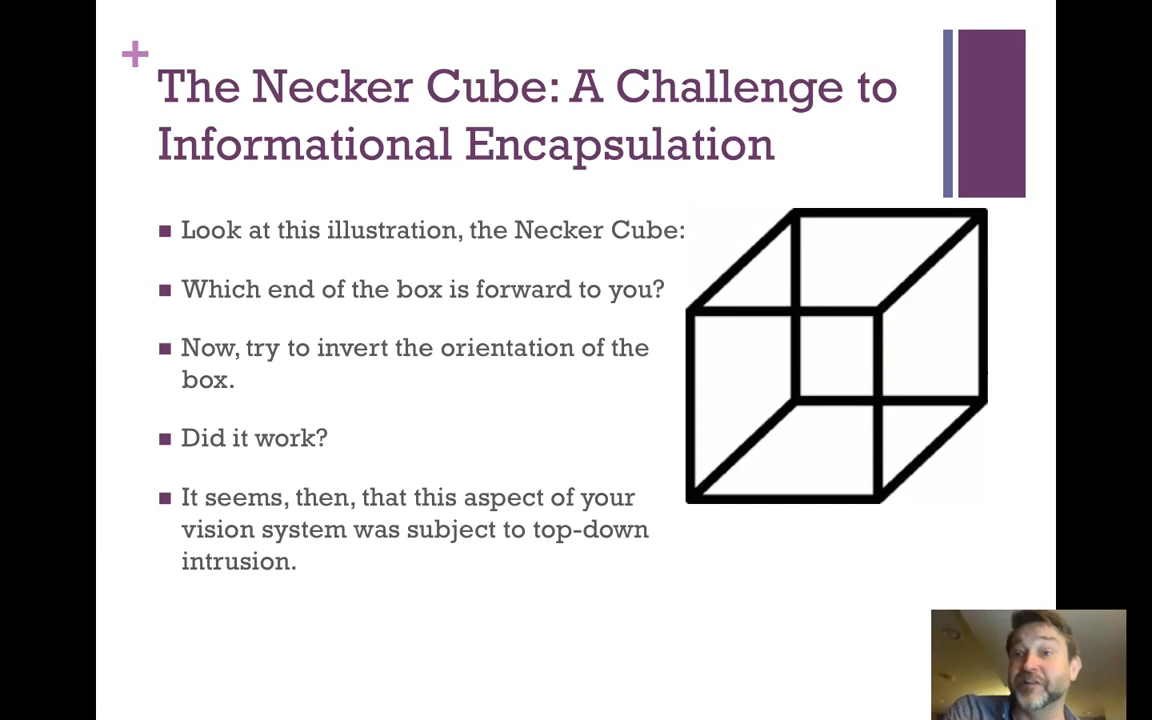 +
The Necker Cube: A Challenge to
Informational Encapsulation
■ Look at this illustration, the Necker Cube:
■ Which end of the box is forward to you?
■ Now, try to invert the orientation of the
box.
■ Did it work?
■ It seems, then, that this aspect of your
vision system was subject to top-down
intrusion.